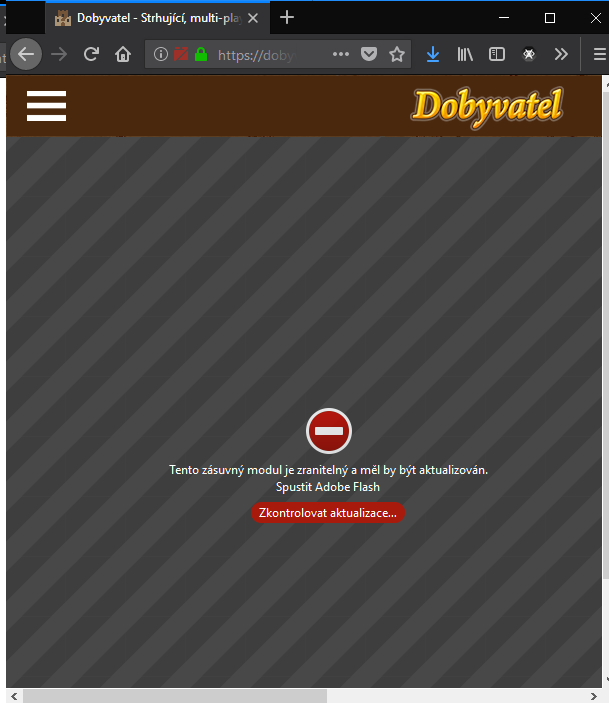 Dobyvatel - Strhující, multi-play
https://doby
Dobyvatel
Tento zásuvný modul je zranitelný a měl by být aktualizován.
Spustit Adobe Flash
Zkontrolovat aktualizace...